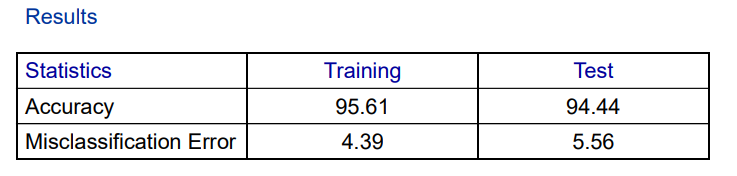 Results
Statistics Training Test
Accuracy 95.61 94.44
Misclassification Error 4.39 5.56